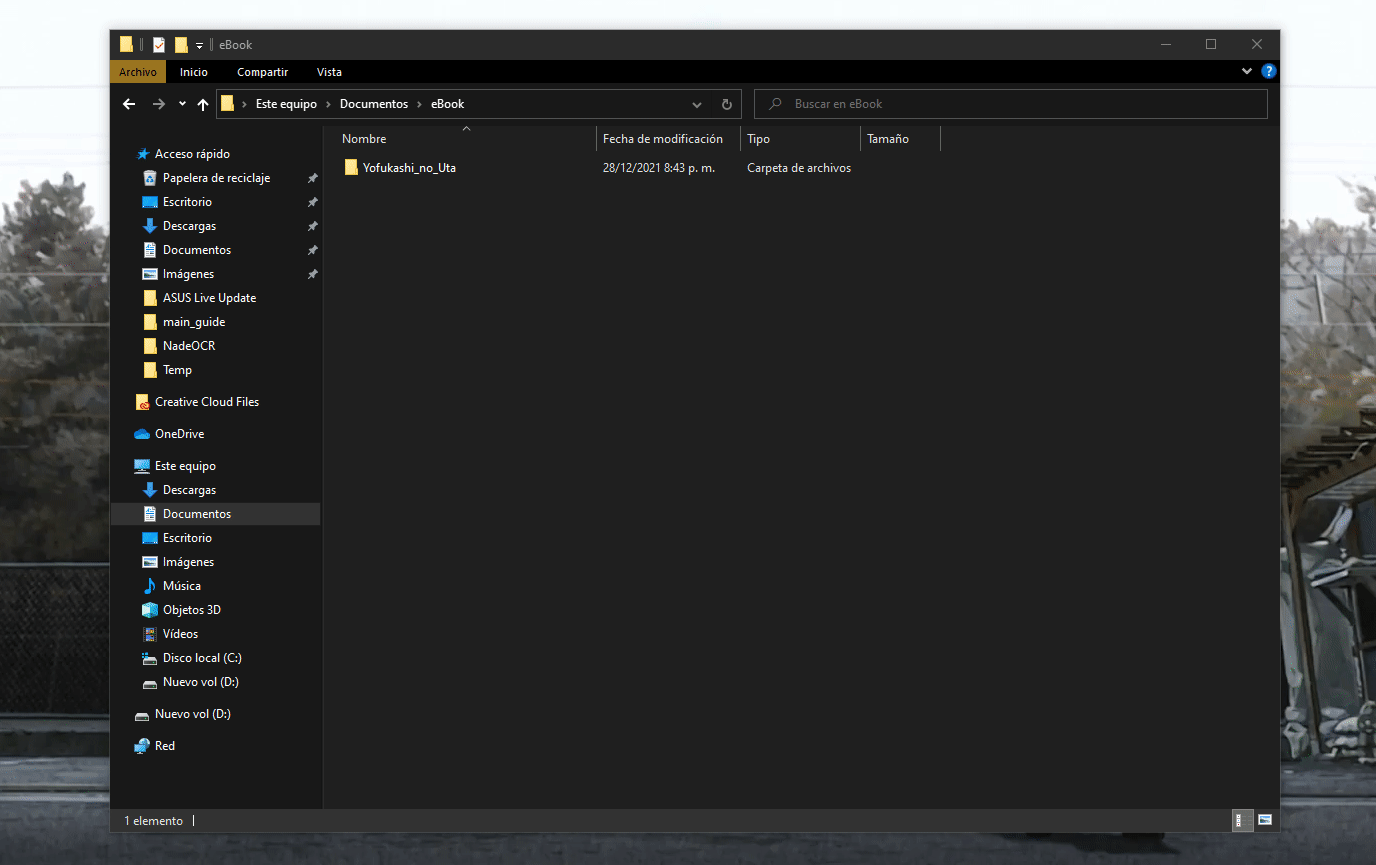 eBook
Archivo Inicio Compartir Vista
Este equipo Documentos eBook Buscar en eBook
Nombre Fecha de modificación Tipo Tamaño
Yofukashi_no_Uta 28/12/2021 8:43 p. m. Carpeta de archivos
Acceso rápido
Papelera de reciclaje
Escritorio
Descargas
Documentos
Imágenes
ASUS Live Update
main_guide
NadeOCR
Temp
Creative Cloud Files
OneDrive
Este equipo
Descargas
Documentos
Escritorio
Imágenes
Música
Objetos 3D
Vídeos
Disco local (C:)
Nuevo vol (D:)
Nuevo vol (D:)
Red
1 elemento